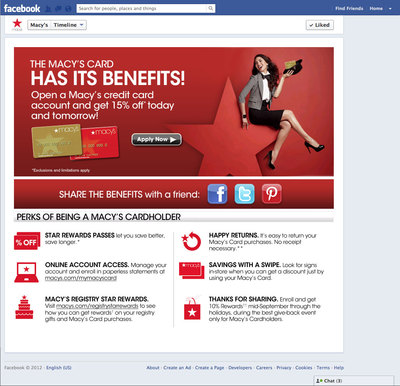 facebook
Search for people, places and things
Find Friends
Home
macys
Macy's
Timeline
✓ Liked
THE MACY'S CARD
HAS ITS BENEFITS!
Open a Macy's credit card
account and get 15% off* today
and tomorrow!
macys
macys
Apply Now
*Exclusions and limitations apply
SHARE THE BENEFITS with a friend:
PERKS OF BEING A MACY'S CARDHOLDER
% OFF
STAR REWARDS PASSES let you save better,
save longer. *
ONLINE ACCOUNT ACCESS. Manage your
account and enroll in paperless statements at
macys.com/mymacyscard
MACY'S REGISTRY STAR REWARDS.
Visit macys.com/registrystarrewards to see
how you can get rewards* on your registry
gifts and Macy's Card purchases.
HAPPY RETURNS. It's easy to return your
Macy's Card purchases. No receipt
necessary.**
SAVINGS WITH A SWIPE. Look for signs
in-store when you can get a discount just by
using your Macy's Card.
THANKS FOR SHARING. Enroll and get
10% Rewards** mid-September through the
holidays, during the best give-back event
only for Macy's Cardholders.
Facebook © 2012 · English (US)
About · Create an Ad · Create a Page · Developers · Careers · Privacy · Cookies · Terms · Help
Chat (3)